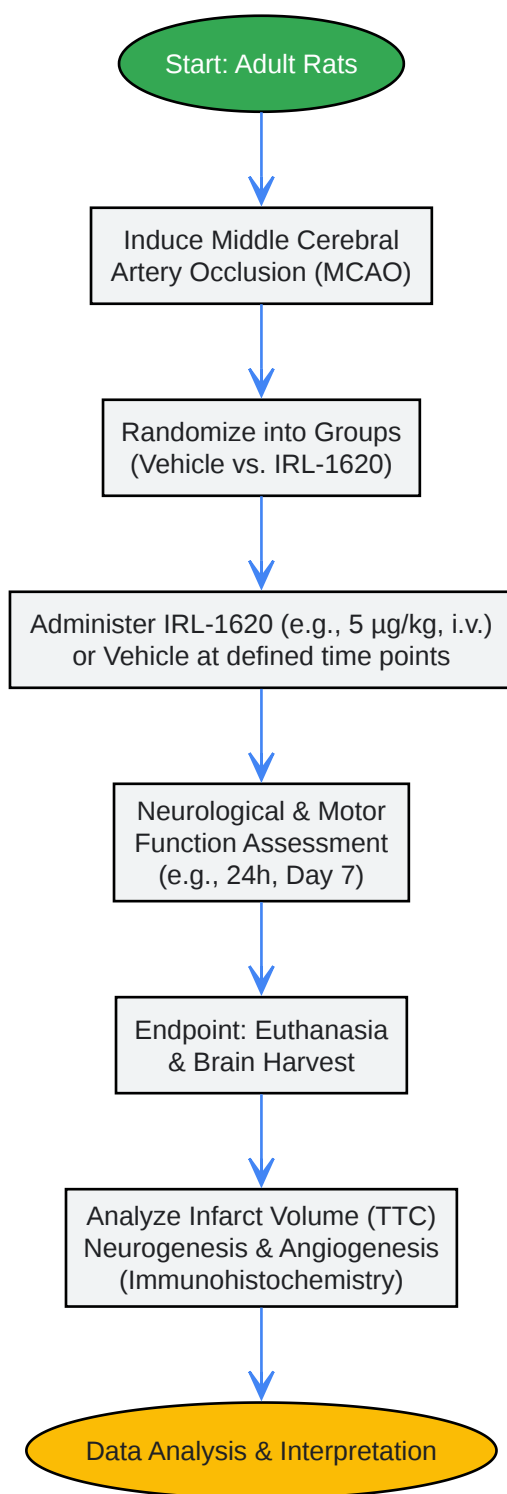 Start: Adult Rats
Induce Middle Cerebral
Artery Occlusion (MCAO)
Randomize into Groups
(Vehicle vs. IRL-1620)
Administer IRL-1620 (e.g., 5 µg/kg, i.v.)
or Vehicle at defined time points
Neurological & Motor
Function Assessment
(e.g., 24h, Day 7)
Endpoint: Euthanasia
& Brain Harvest
Analyze Infarct Volume (TTC)
Neurogenesis & Angiogenesis
(Immunohistochemistry)
Data Analysis & Interpretation